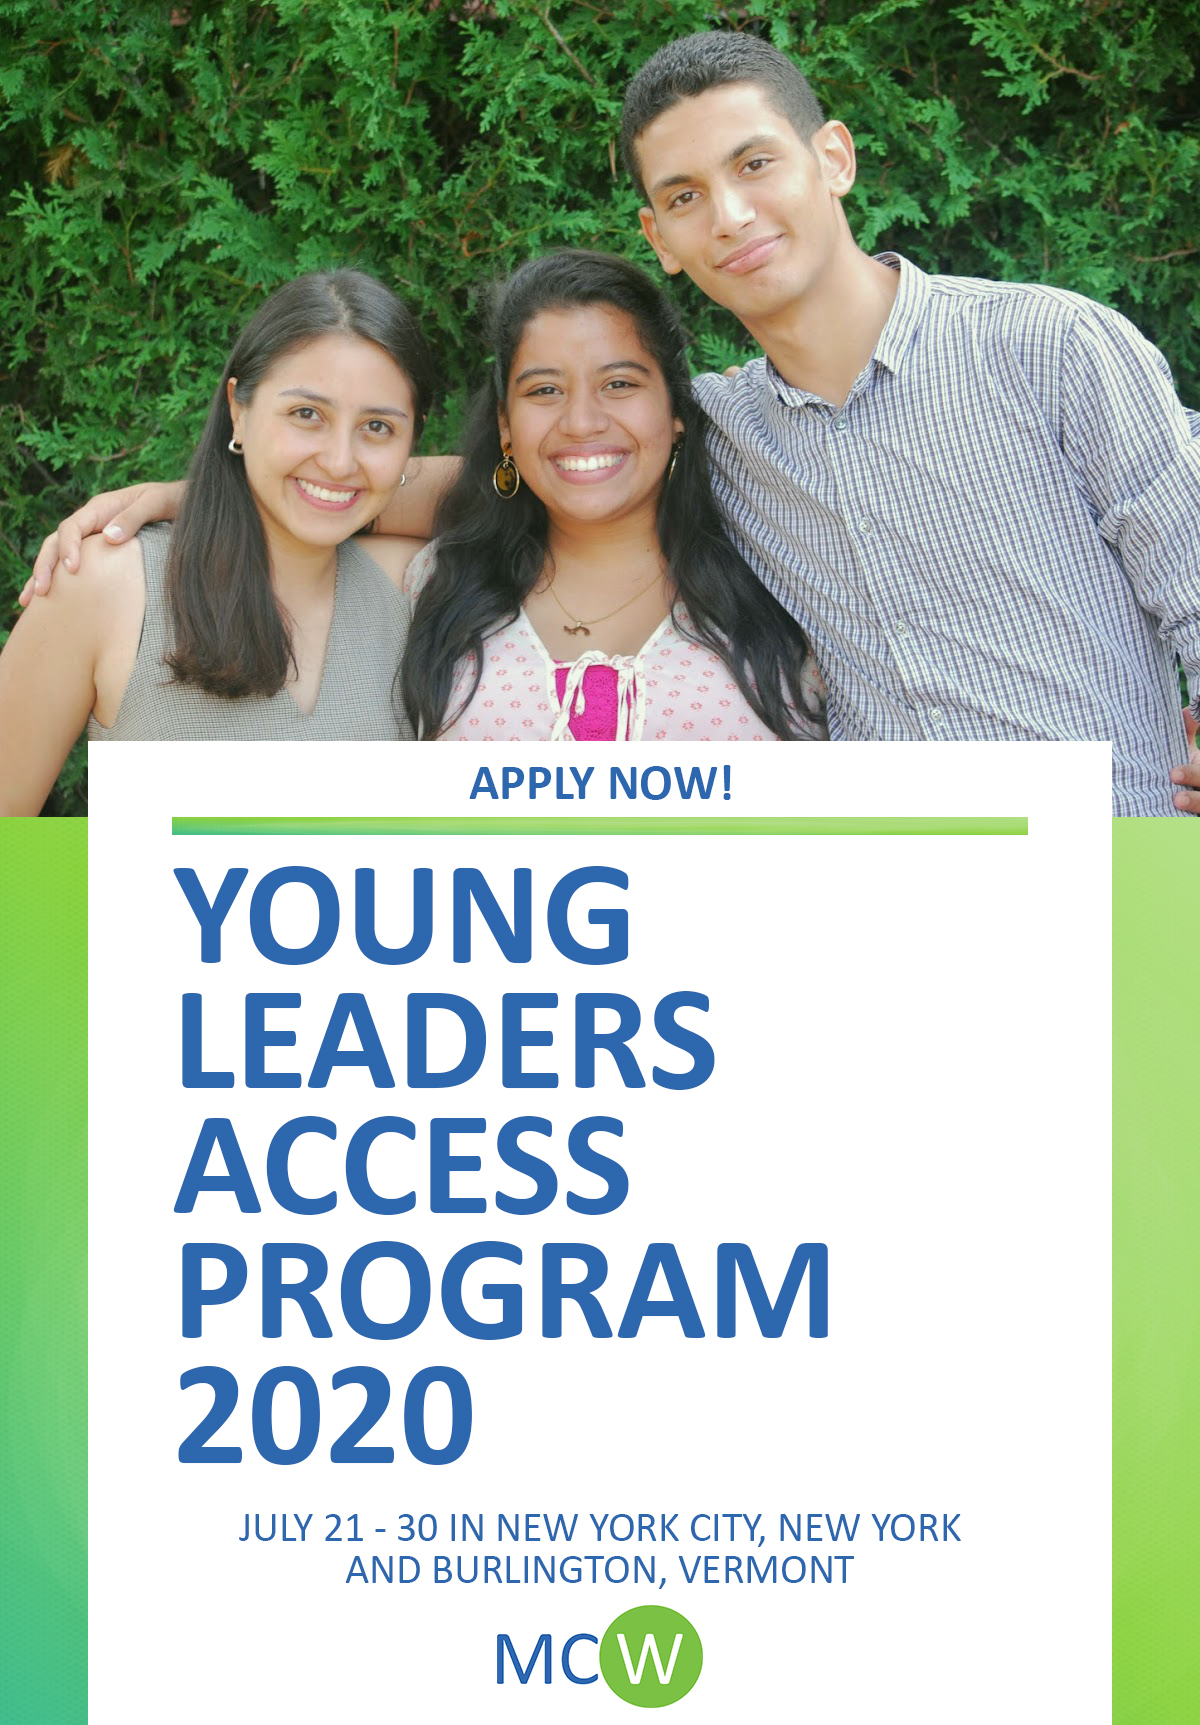 APPLY NOW!
YOUNG
LEADERS
ACCESS
PROGRAM
2020
JULY 21 - 30 IN NEW YORK CITY, NEW YORK
AND BURLINGTON, VERMONT
MCW